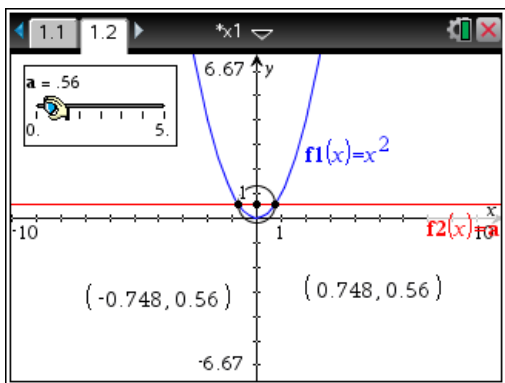 1.1 1.2 *x1
6.67 y
a = .56
0. 5.
f1(x)=x²
1
x
-10 1 f2(x)=a 10
(-0.748, 0.56) (0.748, 0.56)
-6.67